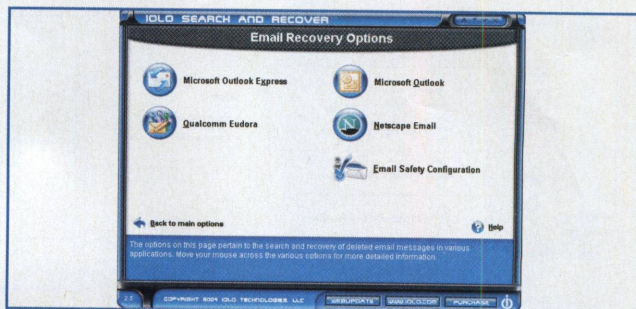 IOLO SEARCH AND RECOVER
Email Recovery Options
Microsoft Outlook Express
Microsoft Outlook
Qualcomm Eudora
Netscape Email
Email Safety Configuration
Back to main options
Help
The options on this page pertain to the search and recovery of deleted email messages in various
applications. Move your mouse across the various options for more detailed information.
COPYRIGHT 2004 IOLO TECHNOLOGIES, LLC
WEBUPDATE
WWW.IOLO.COM
PURCHASE